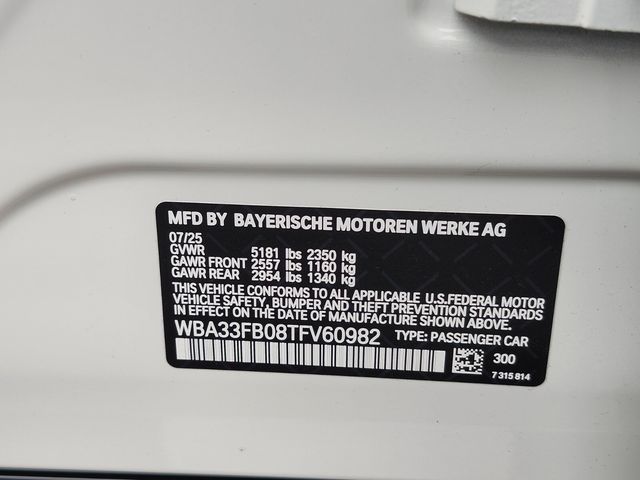 MFD BY BAYERISCHE MOTOREN WERKE AG
07/25
GVWR 5181 lbs 2350 kg
GAWR FRONT 2557 lbs 1160 kg
GAWR REAR 2954 lbs 1340 kg
THIS VEHICLE CONFORMS TO ALL APPLICABLE U.S.FEDERAL MOTOR
VEHICLE SAFETY, BUMPER AND THEFT PREVENTION STANDARDS
IN EFFECT ON THE DATE OF MANUFACTURE SHOWN ABOVE.
WBA33FB08TFV60982 TYPE: PASSENGER CAR
300
7 315 814